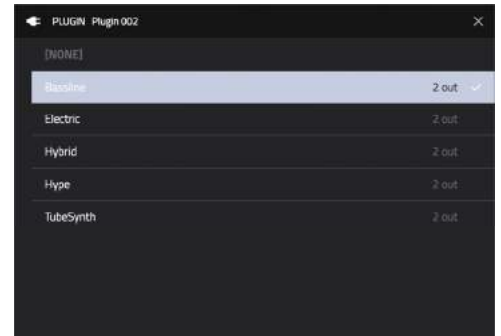 PLUGIN Plugin 002
[NONE]
Bassline 2 out
Electric 2 out
Hybrid 2 out
Hype 2 out
TubeSynth 2 out